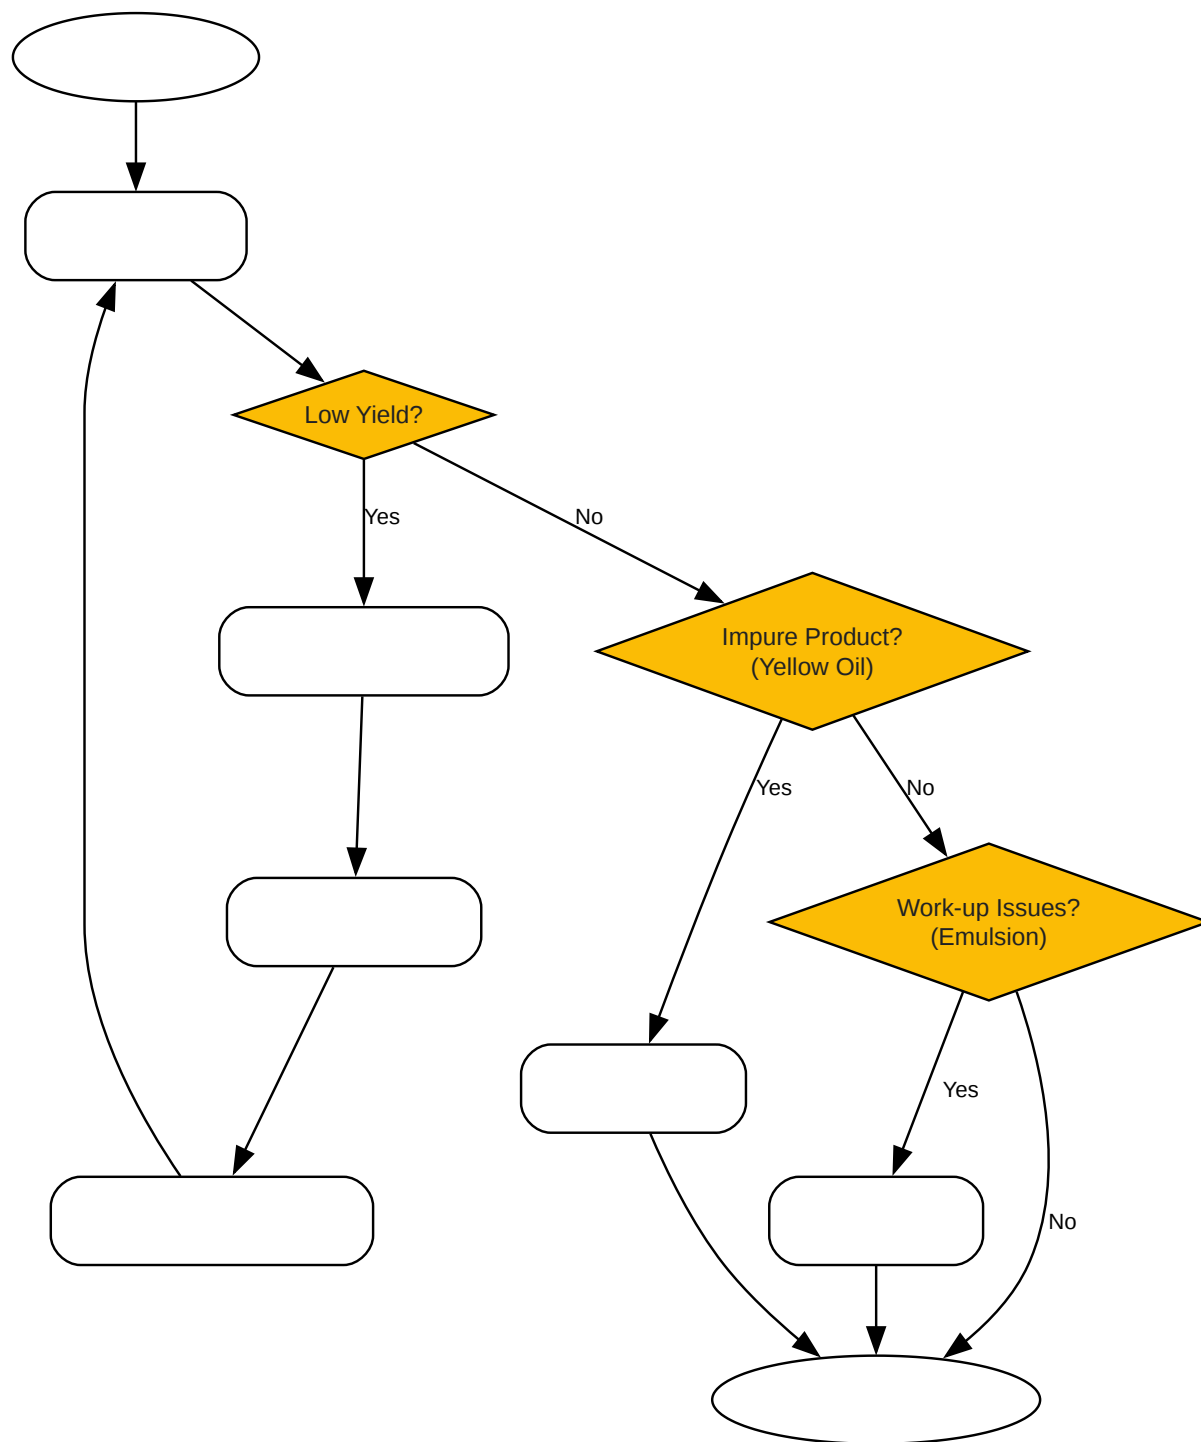 Low Yield?
Yes
No
Impure Product?
(Yellow Oil)
Yes
No
Work-up Issues?
(Emulsion)
Yes
No